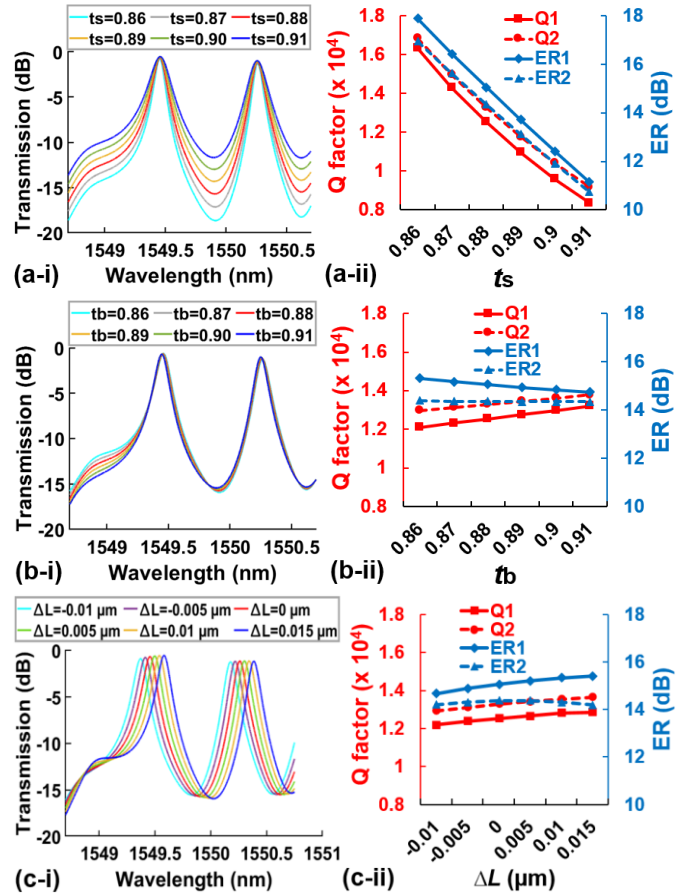 ts=0.86 ts=0.87 ts=0.88
ts=0.89 ts=0.90 ts=0.91
Transmission (dB)
0
-5
-10
-15
-20
1549 1549.5 1550 1550.5
Wavelength (nm)
(a-i)
Q factor (x 10⁴)
1.8
1.6
1.4
1.2
1
0.8
Q1
Q2
ER1
ER2
18
16
14
12
10
ER (dB)
0.86 0.87 0.88 0.89 0.9 0.91
(a-ii)
ts
tb=0.86 tb=0.87 tb=0.88
tb=0.89 tb=0.90 tb=0.91
Transmission (dB)
0
-5
-10
-15
-20
1549 1549.5 1550 1550.5
Wavelength (nm)
(b-i)
Q factor (x 10⁴)
1.8
1.6
1.4
1.2
1
0.8
Q1
Q2
ER1
ER2
18
16
14
12
10
ER (dB)
0.86 0.87 0.88 0.89 0.9 0.91
(b-ii)
tb
ΔL=-0.01 μm ΔL=-0.005 μm ΔL=0 μm
ΔL=0.005 μm ΔL=0.01 μm ΔL=0.015 μm
Transmission (dB)
0
-5
-10
-15
-20
1549 1549.5 1550 1550.5 1551
Wavelength (nm)
(c-i)
Q factor (x 10⁴)
1.8
1.6
1.4
1.2
1
0.8
Q1
Q2
ER1
ER2
18
16
14
12
10
ER (dB)
-0.01 -0.005 0 0.005 0.01 0.015
(c-ii)
ΔL (μm)